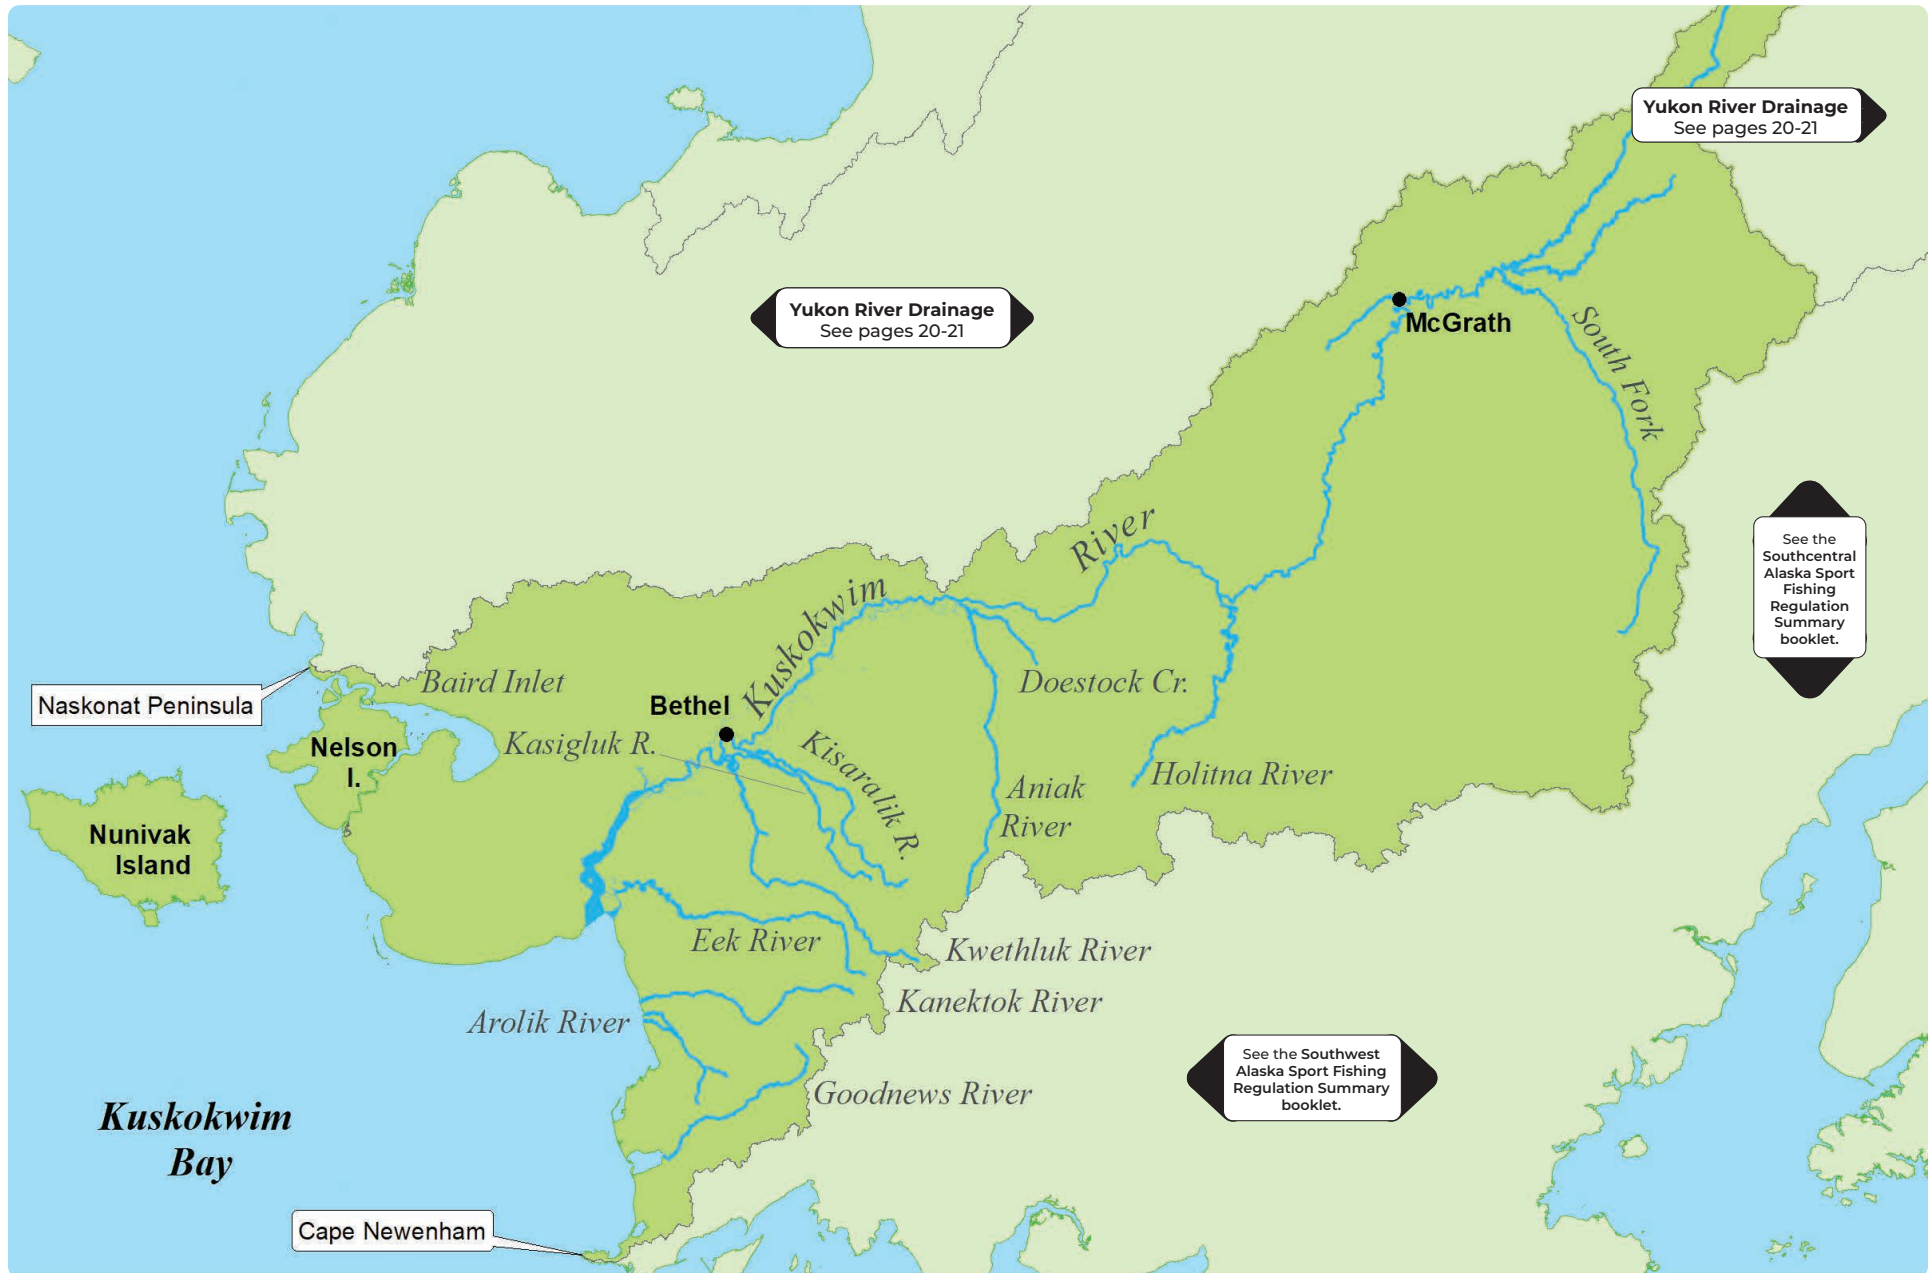 Yukon River Drainage
See pages 20-21
Yukon River Drainage
See pages 20-21
McGrath
South Fork
See the
Southcentral
Alaska Sport
Fishing
Regulation
Summary
booklet.
Kuskokwim River
Baird Inlet
Naskonat Peninsula
Bethel
Doestock Cr.
Nelson
I.
Kasigluk R.
Kisaralik R.
Holitna River
Aniak
River
Nunivak
Island
Eek River
Kwethluk River
Kanektok River
Arolik River
See the Southwest
Alaska Sport Fishing
Regulation Summary
booklet.
Goodnews River
Kuskokwim
Bay
Cape Newenham